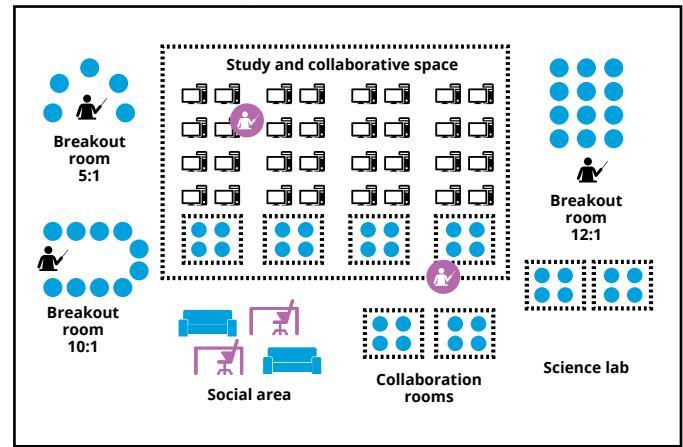 Study and collaborative space
Breakout
room
5:1
Breakout
room
12:1
Breakout
room
10:1
Social area
Collaboration
rooms
Science lab